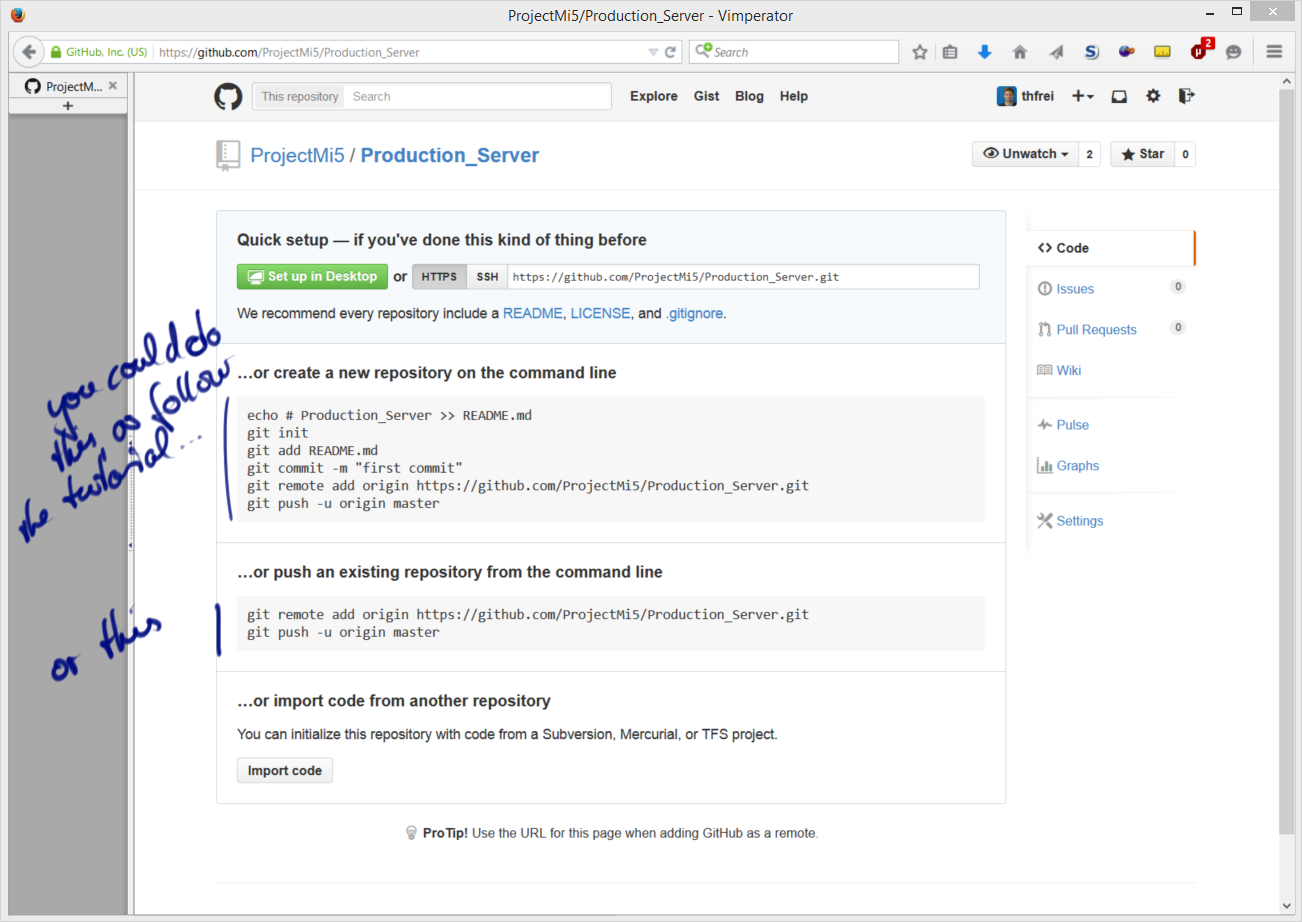 ProjectMi5/Production_Server - Vimperator
GitHub, Inc. (US) https://github.com/ProjectMi5/Production_Server
Search
2
ProjectM...
This repository Search
Explore Gist Blog Help
thfrei
ProjectMi5 / Production_Server
Unwatch 2
Star 0
Quick setup — if you've done this kind of thing before
Set up in Desktop or HTTPS SSH https://github.com/ProjectMi5/Production_Server.git
We recommend every repository include a README, LICENSE, and .gitignore.
…or create a new repository on the command line
echo # Production_Server >> README.md
git init
git add README.md
git commit -m "first commit"
git remote add origin https://github.com/ProjectMi5/Production_Server.git
git push -u origin master
you could do
this as follow
the tutorial...
…or push an existing repository from the command line
git remote add origin https://github.com/ProjectMi5/Production_Server.git
git push -u origin master
or this
…or import code from another repository
You can initialize this repository with code from a Subversion, Mercurial, or TFS project.
Import code
ProTip! Use the URL for this page when adding GitHub as a remote.
Code
Issues 0
Pull Requests 0
Wiki
Pulse
Graphs
Settings